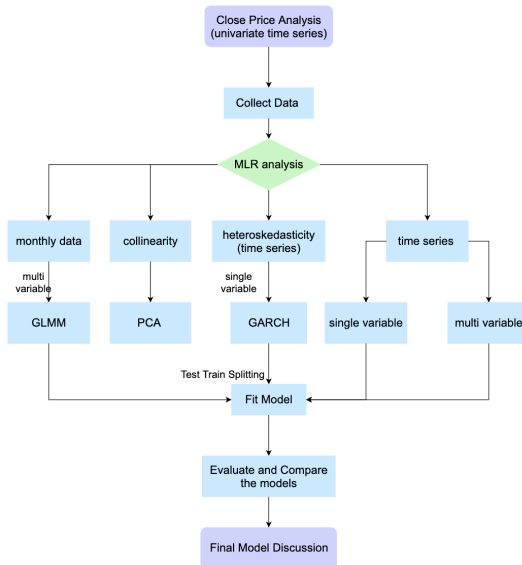 Close Price Analysis
(univariate time series)
Collect Data
MLR analysis
monthly data
collinearity
heteroskedasticity
(time series)
time series
multi
variable
single
variable
GLMM
PCA
GARCH
single variable
multi variable
Test Train Splitting
Fit Model
Evaluate and Compare
the models
Final Model Discussion